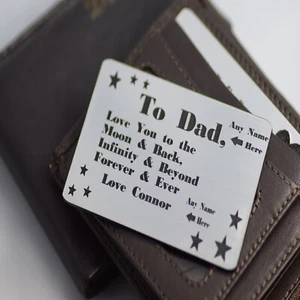 To Dad,
Any Name
Here
Love You to the
Moon & Back,
Infinity & Beyond
Forever & Ever
Love Connor
Any Name
Here